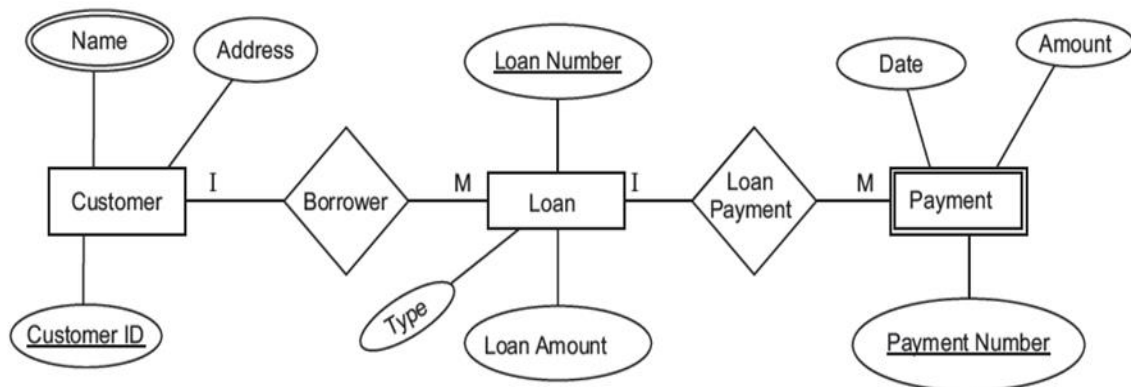 Name
Address
Loan Number
Date
Amount
Customer
I
Borrower
M
Loan
I
Loan
Payment
M
Payment
Customer ID
Type
Loan Amount
Payment Number